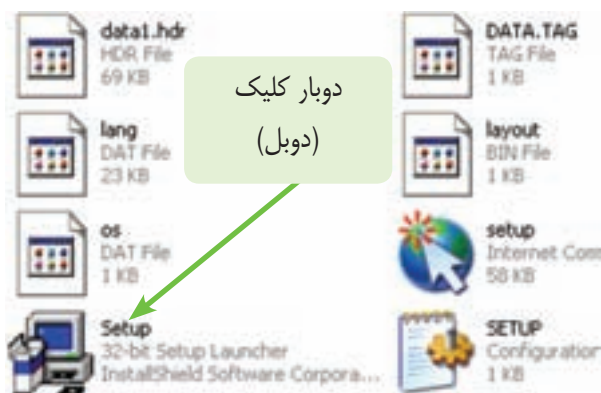 data1.hdr
HDR File
69 KB
DATA.TAG
TAG File
1 KB
دوبار کلیک
(دوبل)
lang
DAT File
23 KB
layout
BIN File
1 KB
os
DAT File
1 KB
setup
Internet Com
58 KB
Setup
32-bit Setup Launcher
InstallShield Software Corpora...
SETUP
Configuration
1 KB